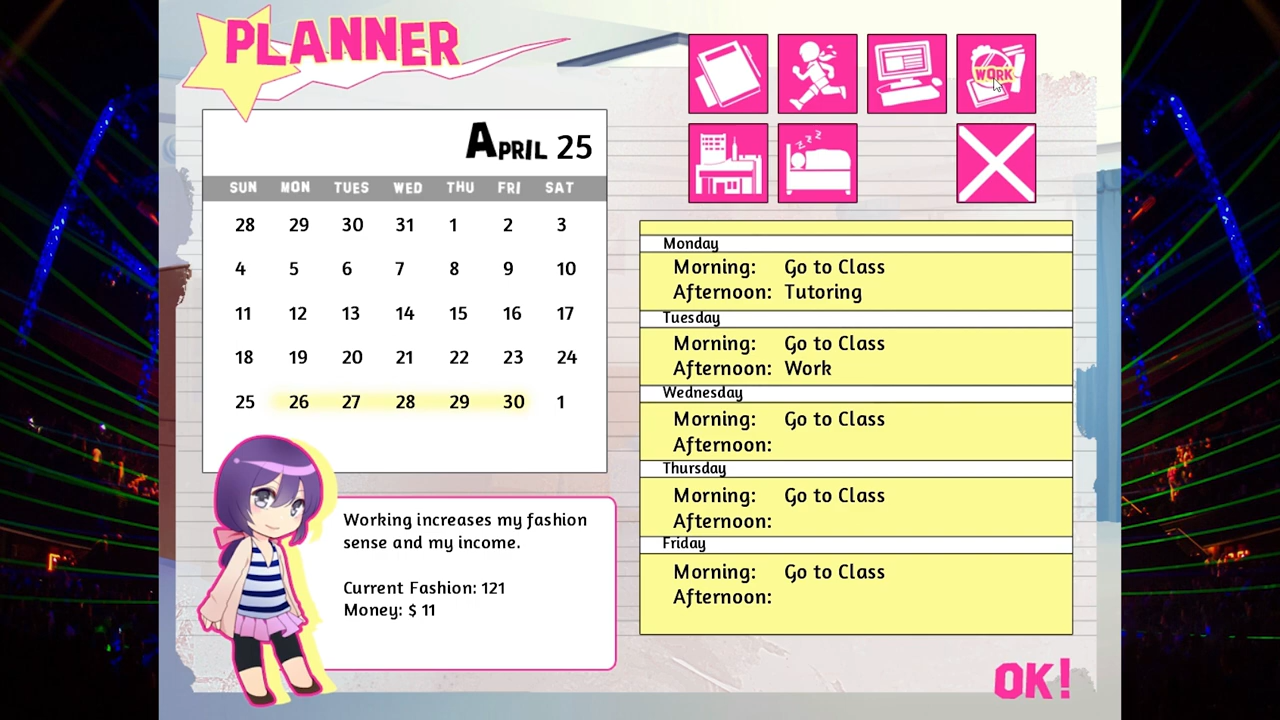 PLANNER
WORK
APRIL 25
SUN MON TUES WED THU FRI SAT
28 29 30 31 1 2 3
4 5 6 7 8 9 10
11 12 13 14 15 16 17
18 19 20 21 22 23 24
25 26 27 28 29 30 1
Monday
Morning: Go to Class
Afternoon: Tutoring
Tuesday
Morning: Go to Class
Afternoon: Work
Wednesday
Morning: Go to Class
Afternoon:
Thursday
Morning: Go to Class
Afternoon:
Friday
Morning: Go to Class
Afternoon:
Working increases my fashion
sense and my income.
Current Fashion: 121
Money: $ 11
OK!